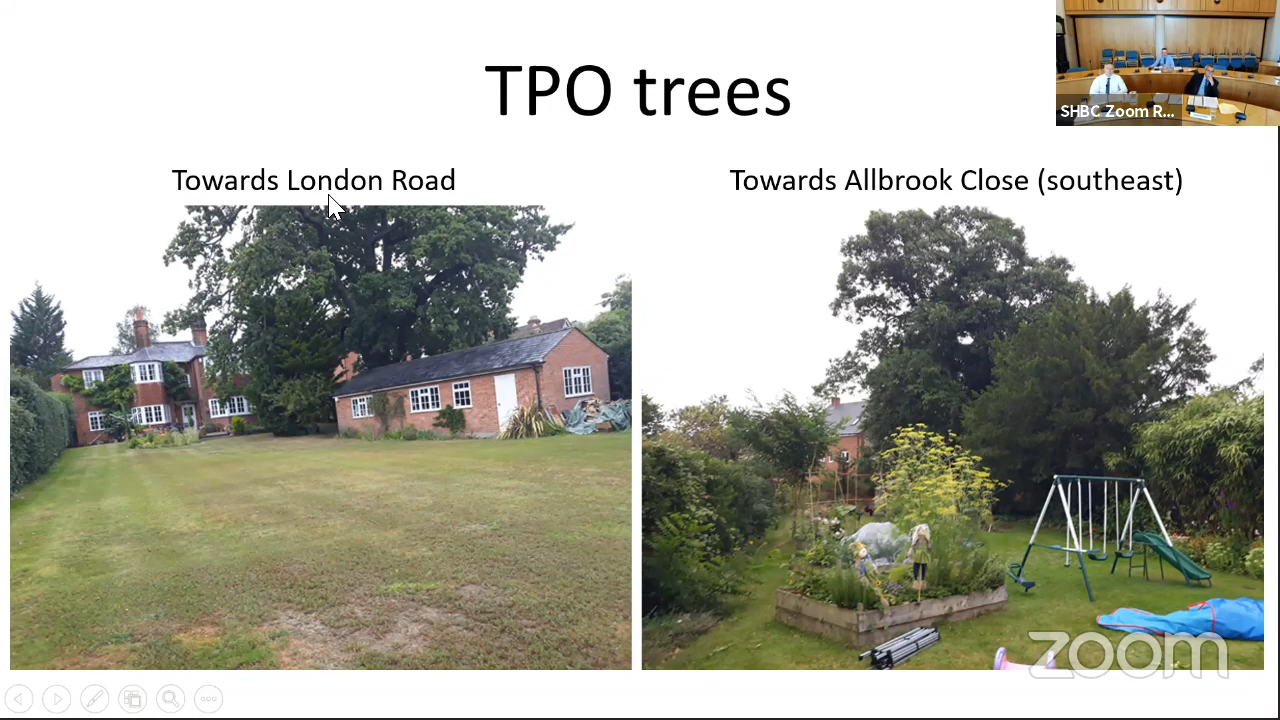 TPO trees
SHBC Zoom R...
Towards London Road
Towards Allbrook Close (southeast)
zoom